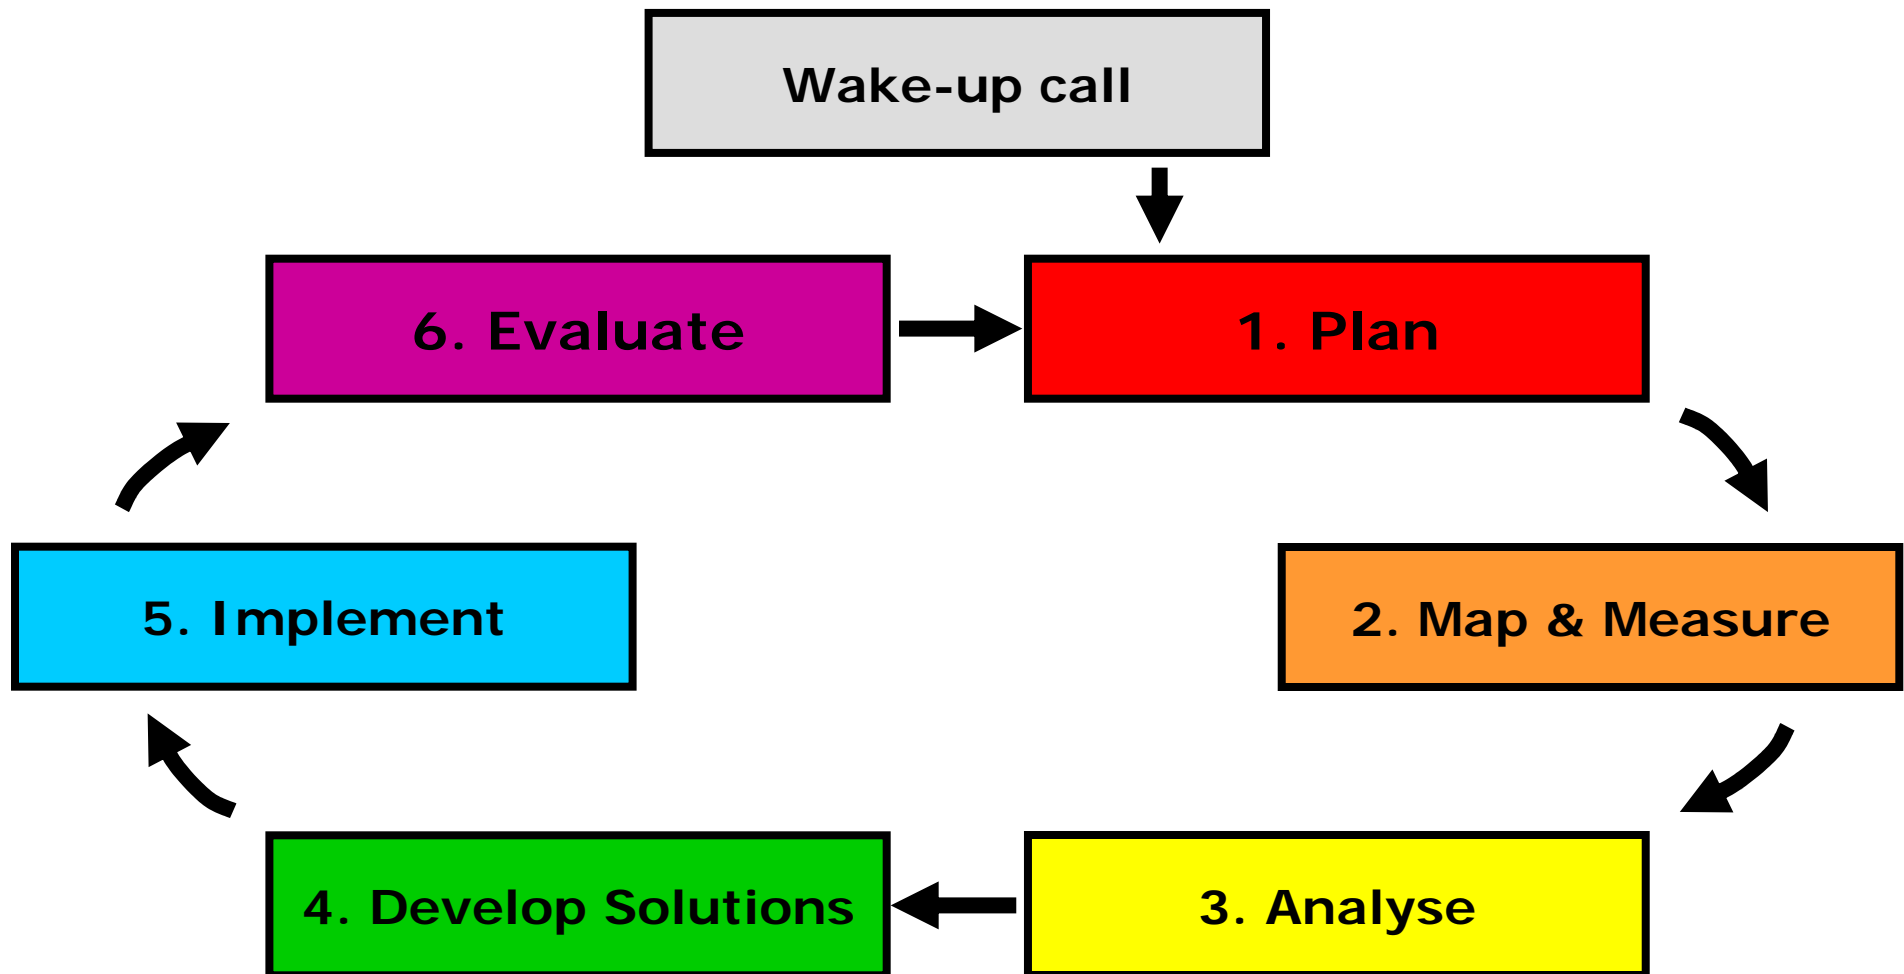 Wake-up call
6. Evaluate
1. Plan
5. Implement
2. Map & Measure
4. Develop Solutions
3. Analyse